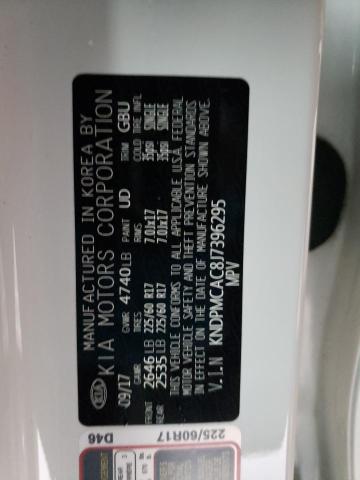 MANUFACTURED IN KOREA BY
KIA MOTORS CORPORATION
09/17 GVWR 4740LB PAINT UD TRIM GBU
GAWR TIRES RIMS COLD TIRE INFL
FRONT 2646LB 225/60 R17 7.0Jx17 35PSI SINGLE
REAR 2535LB 225/60 R17 7.0Jx17 35PSI SINGLE
THIS VEHICLE CONFORMS TO ALL APPLICABLE U.S.A. FEDERAL
MOTOR VEHICLE SAFETY AND THEFT PREVENTION STANDARDS
IN EFFECT ON THE DATE OF MANUFACTURE SHOWN ABOVE.
V.I.N KNDPMCAC8J7396295
MPV
KIA
D46
225/60R17